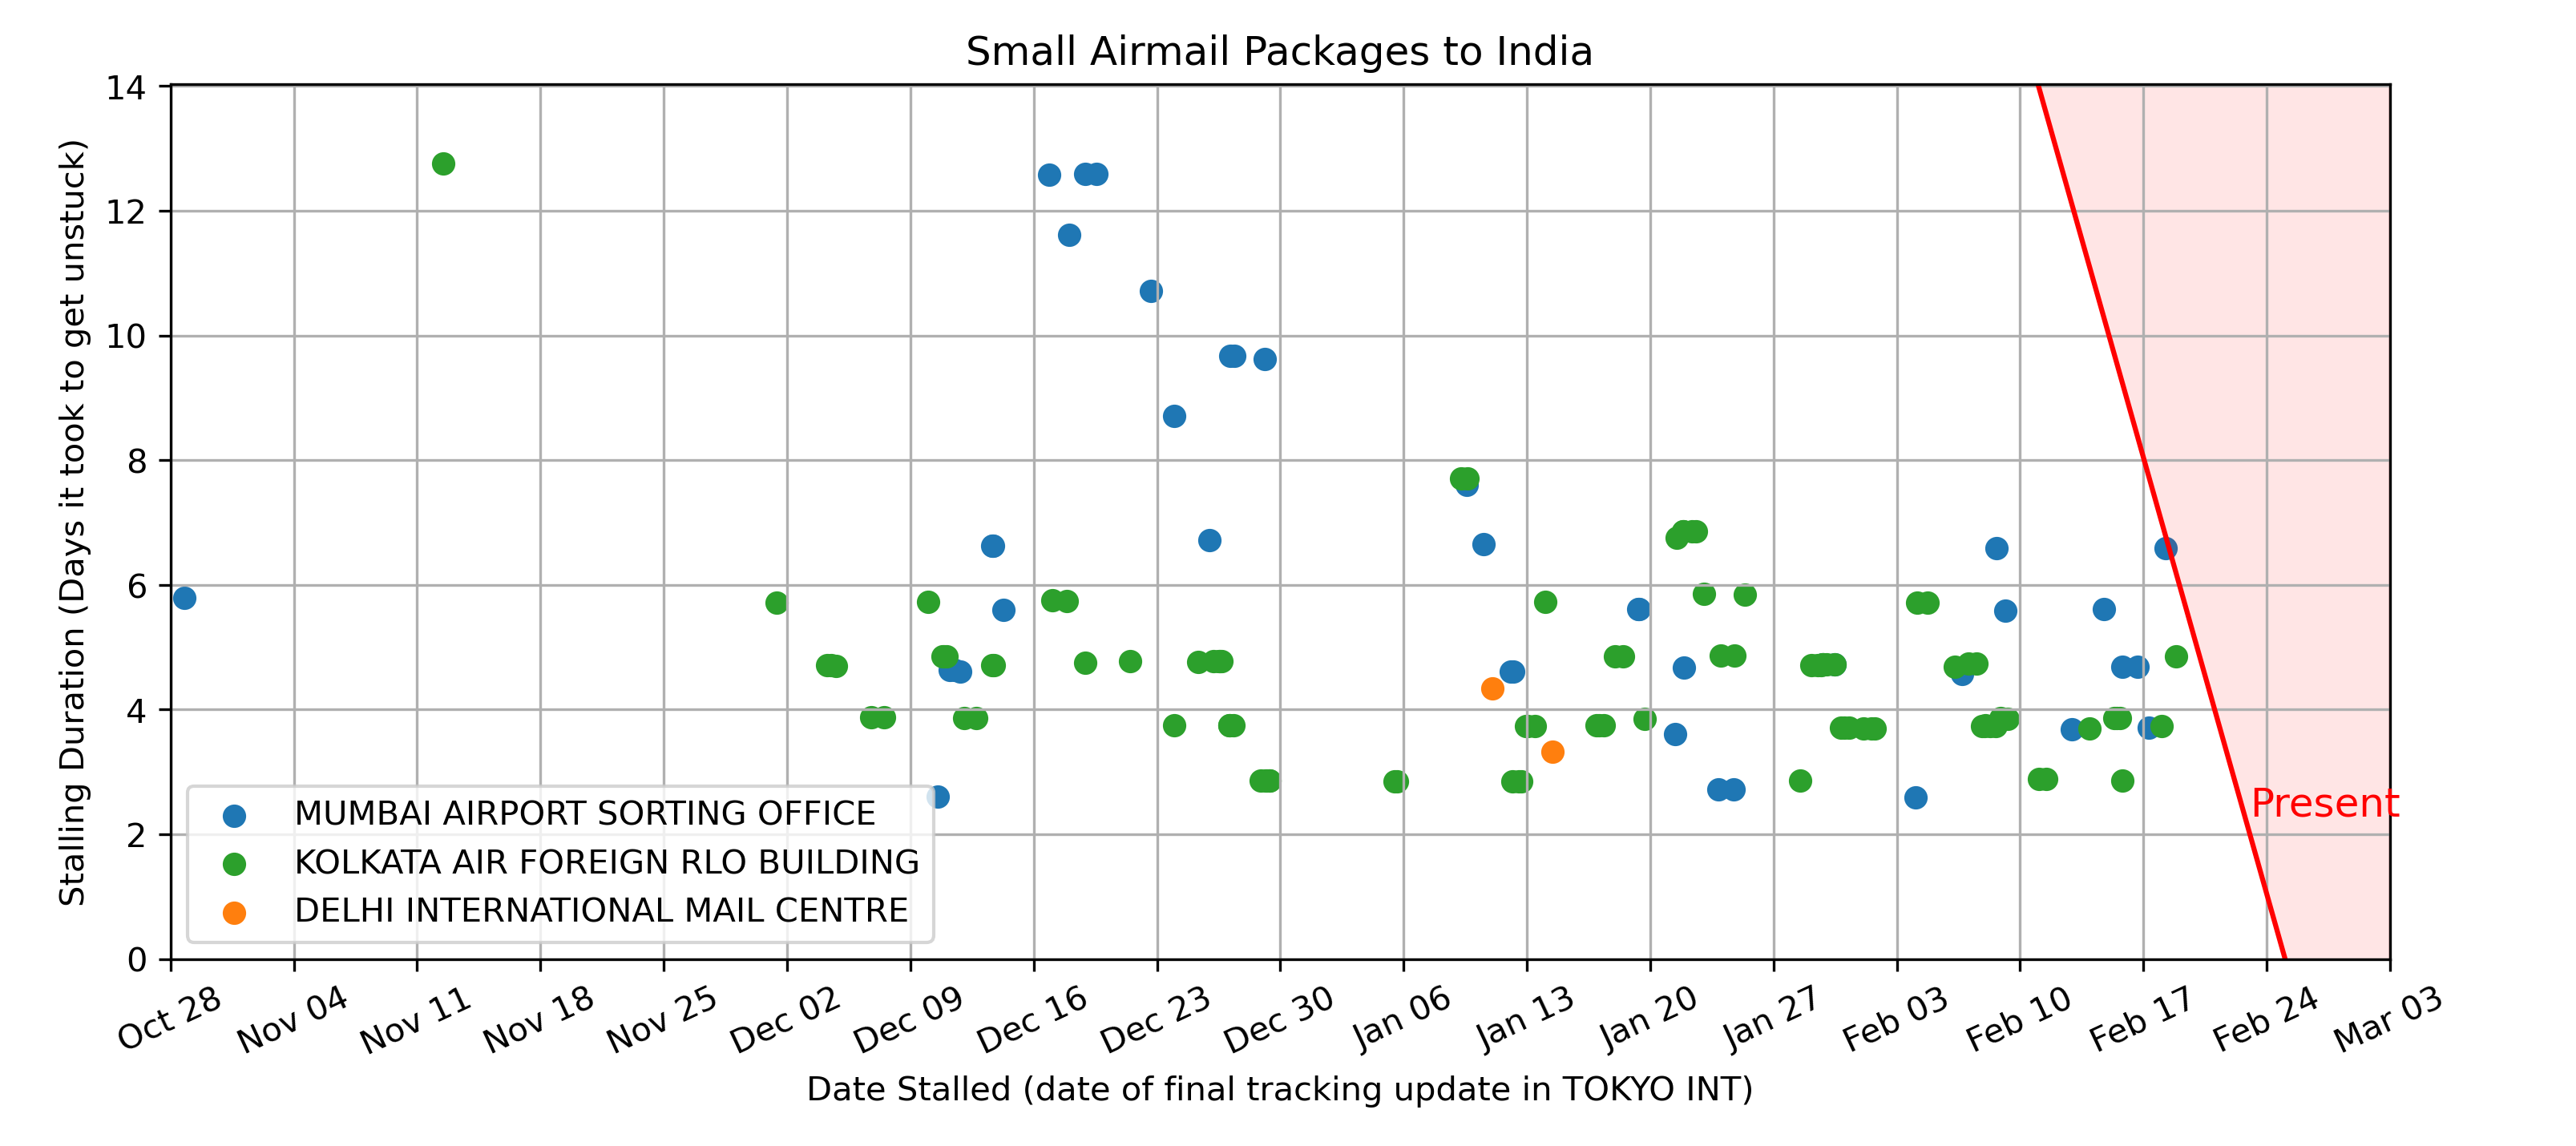 Small Airmail Packages to India
Stalling Duration (Days it took to get unstuck)
14
12
10
8
6
4
2
0
MUMBAI AIRPORT SORTING OFFICE
KOLKATA AIR FOREIGN RLO BUILDING
DELHI INTERNATIONAL MAIL CENTRE
Present
Oct 28
Nov 04
Nov 11
Nov 18
Nov 25
Dec 02
Dec 09
Dec 16
Dec 23
Dec 30
Jan 06
Jan 13
Jan 20
Jan 27
Feb 03
Feb 10
Feb 17
Feb 24
Mar 03
Date Stalled (date of final tracking update in TOKYO INT)